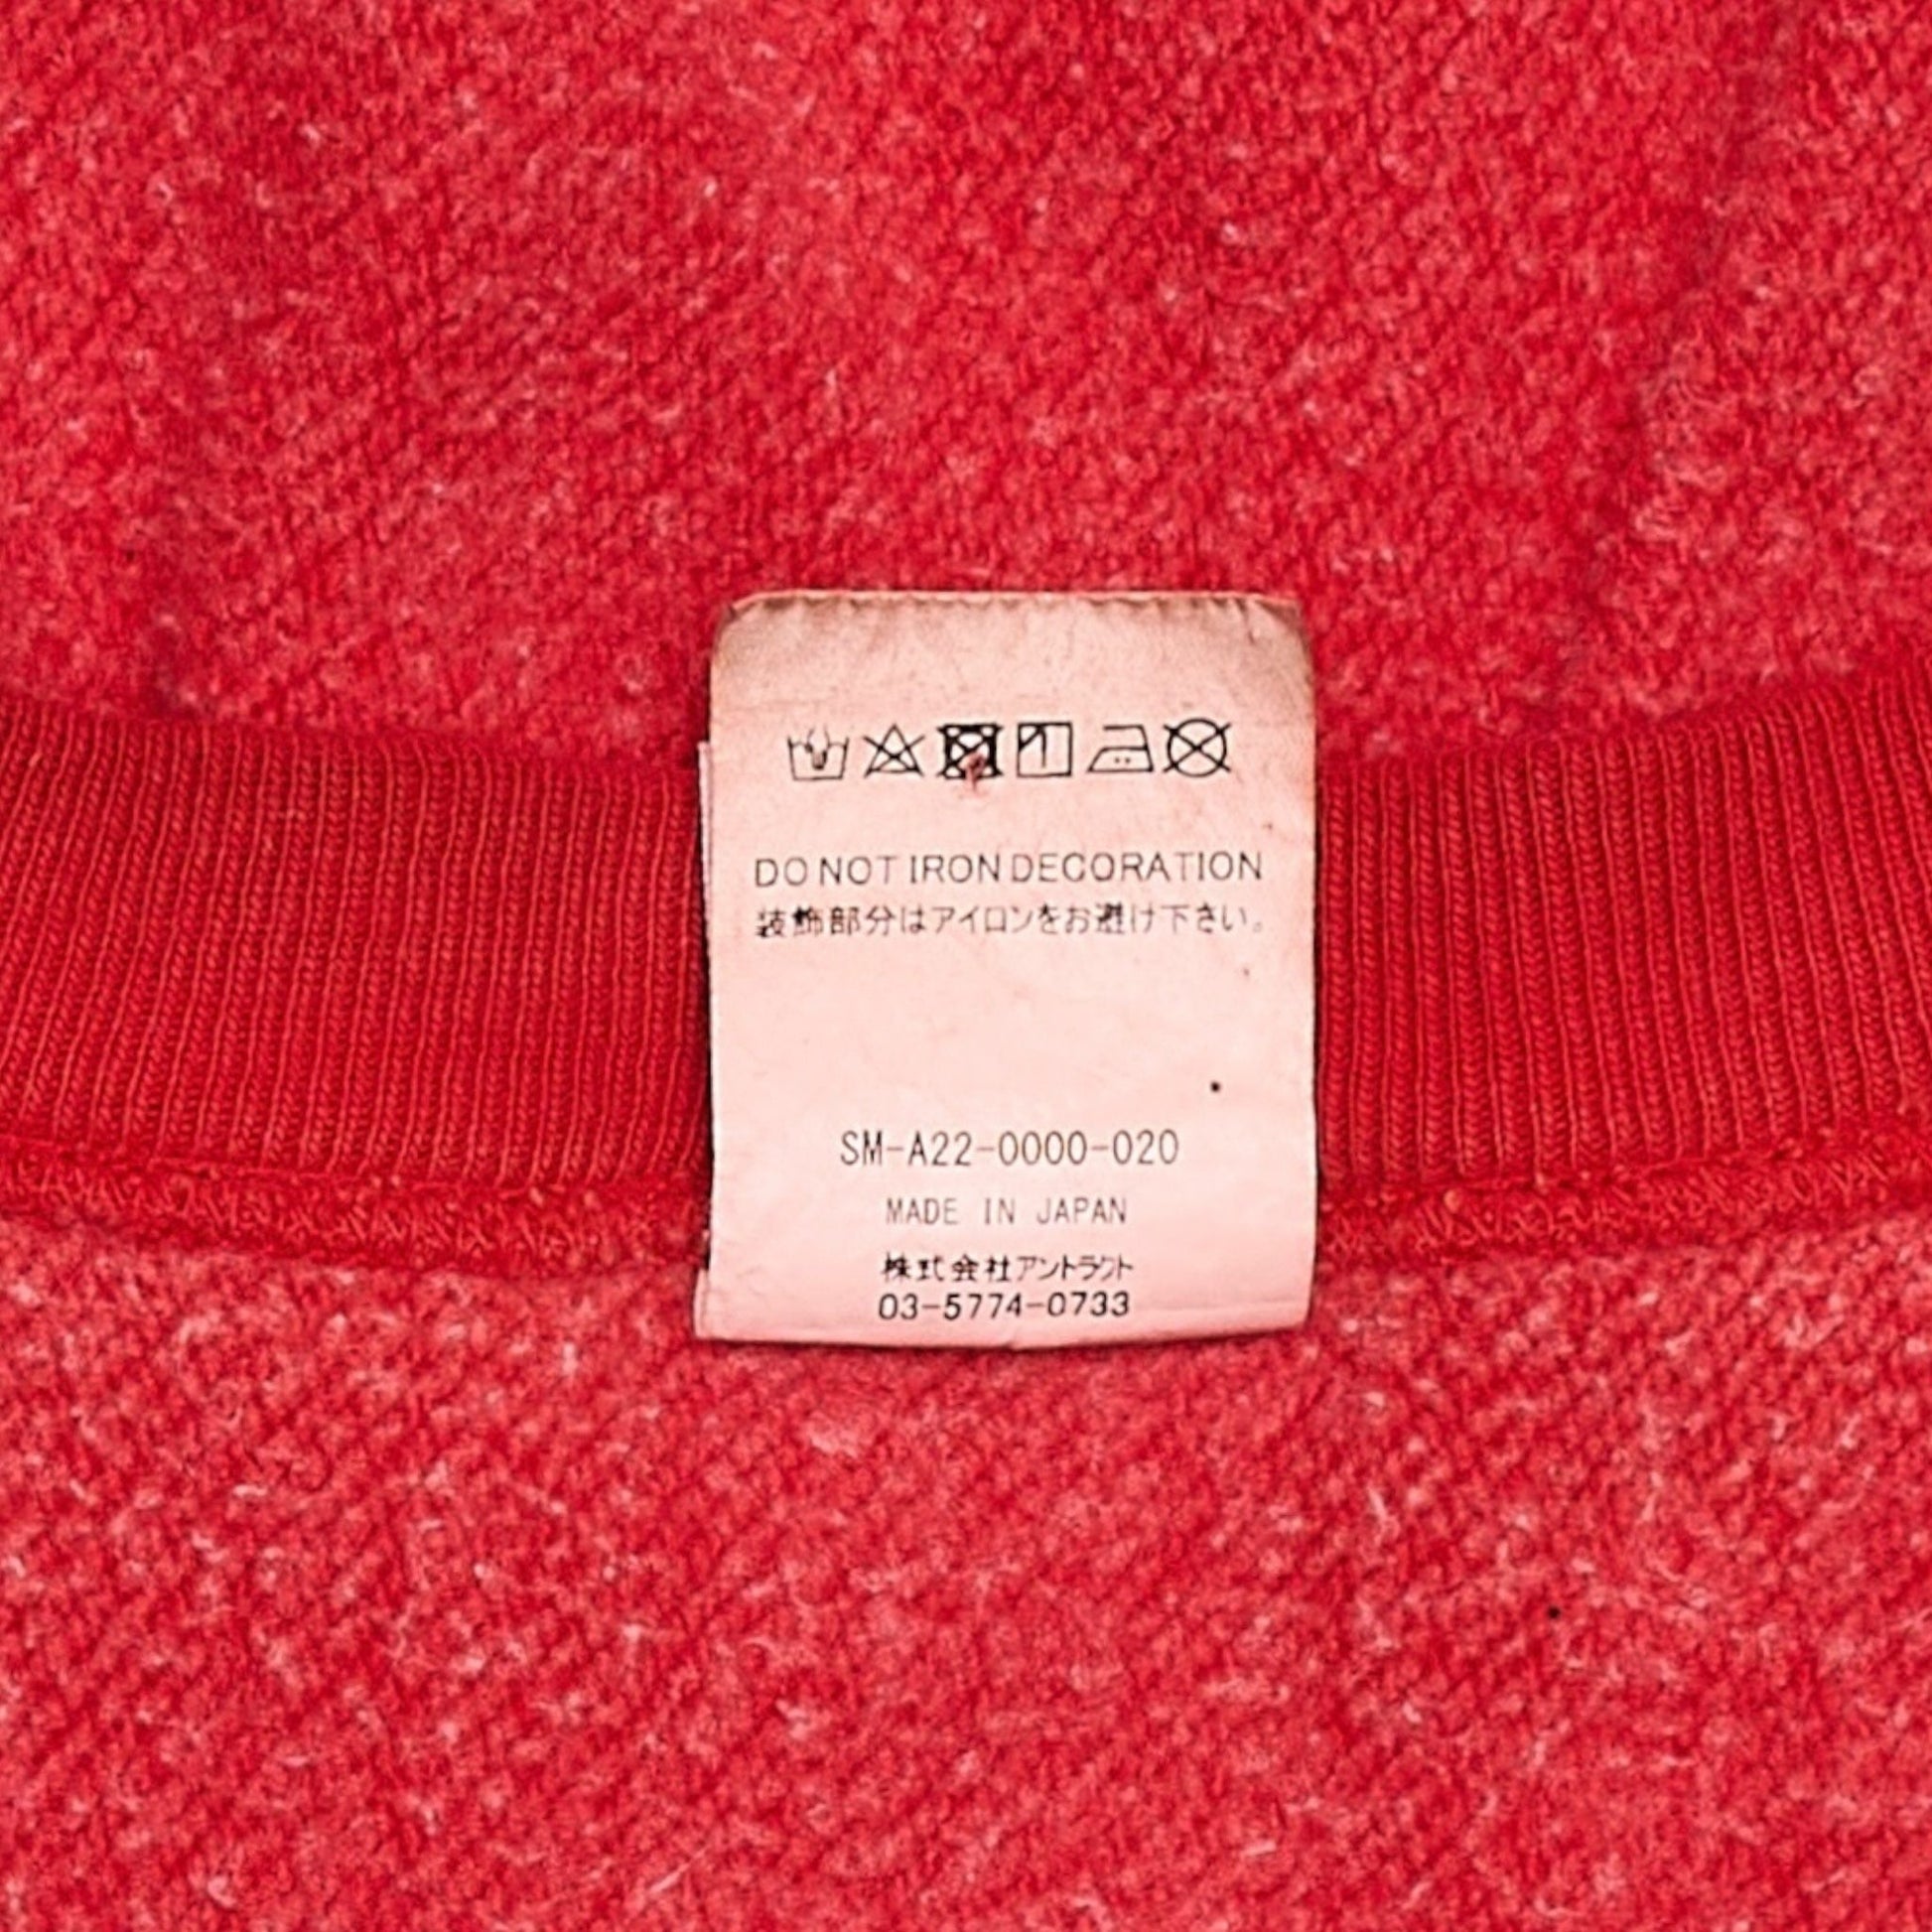 DO NOT IRON DECORATION
装飾部分はアイロンをお避け下さい。
SM-A22-0000-020
MADE IN JAPAN
株式会社アントラクト
03-5774-0733